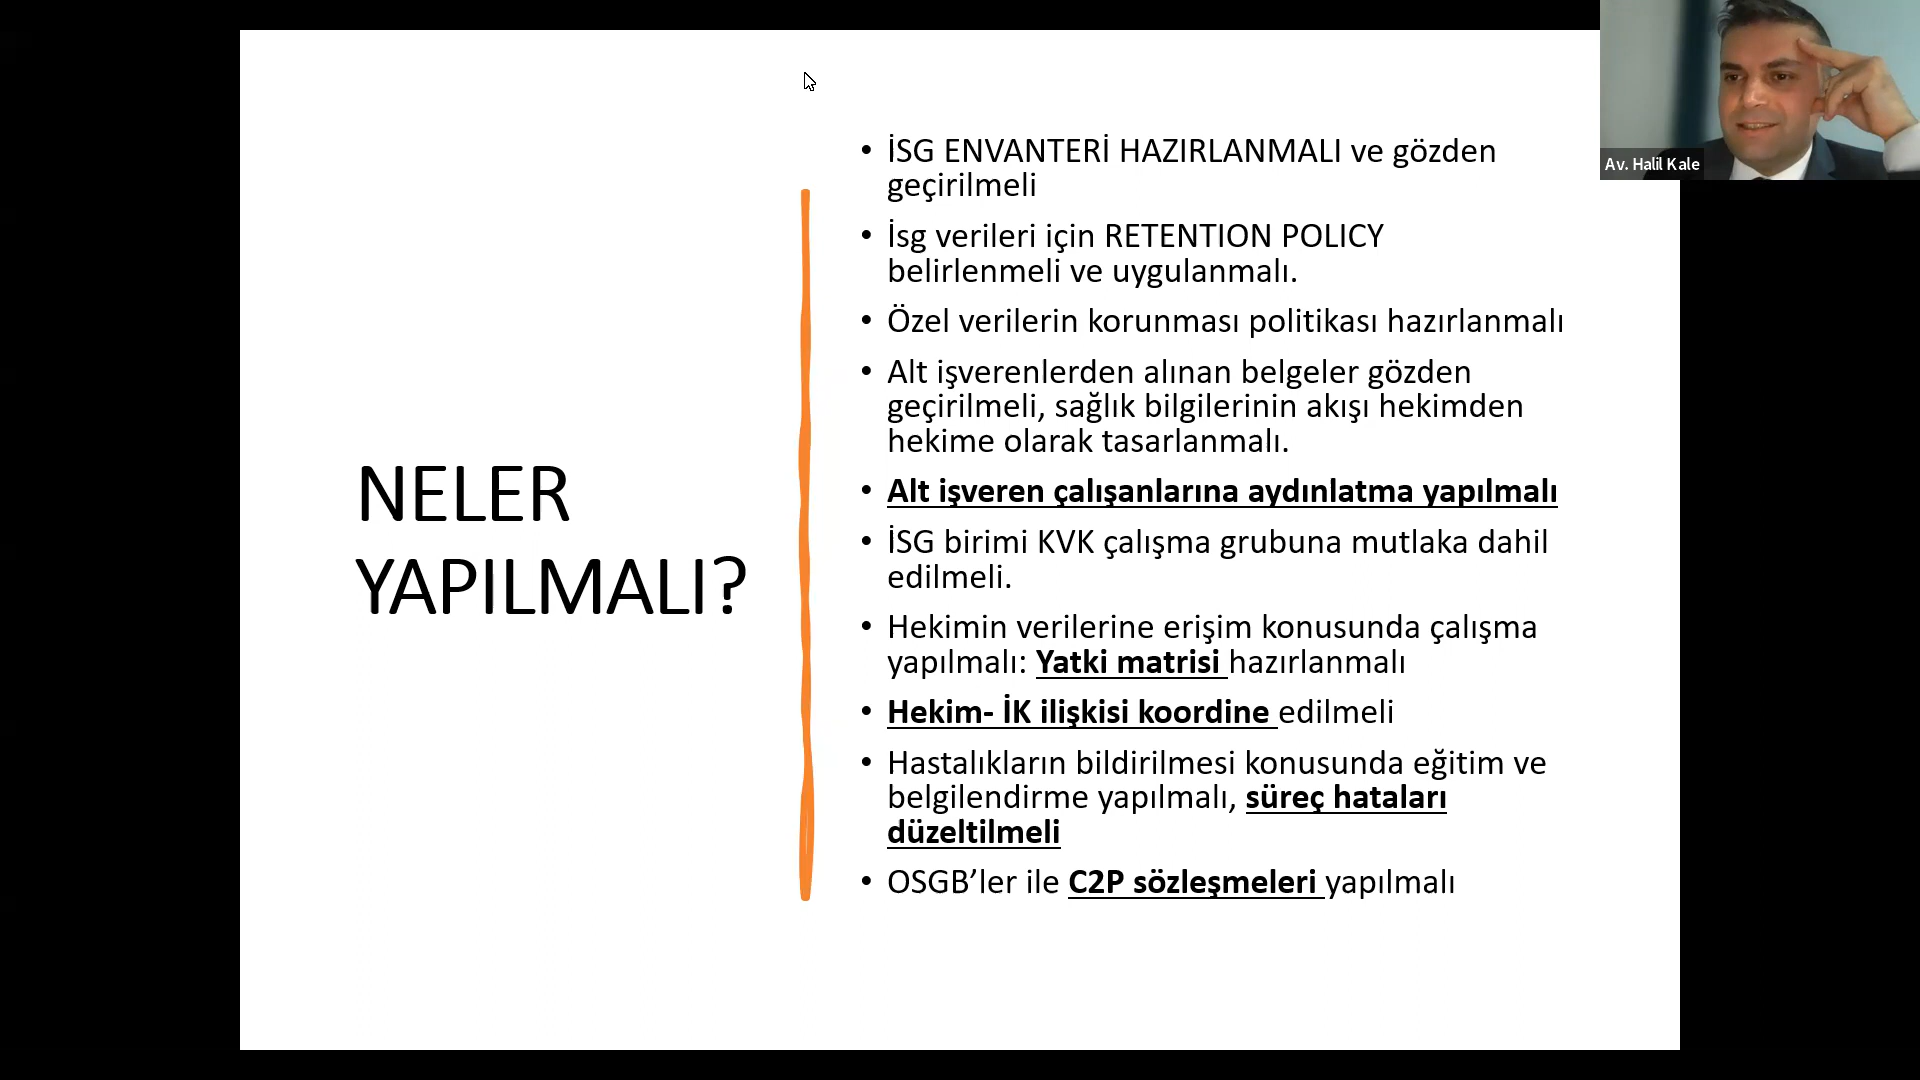 NELER
YAPILMALI?
• İSG ENVANTERİ HAZIRLANMALI ve gözden
geçirilmeli
• İsg verileri için RETENTION POLICY
belirlenmeli ve uygulanmalı.
• Özel verilerin korunması politikası hazırlanmalı
• Alt işverenlerden alınan belgeler gözden
geçirilmeli, sağlık bilgilerinin akışı hekimden
hekime olarak tasarlanmalı.
• Alt işveren çalışanlarına aydınlatma yapılmalı
• İSG birimi KVK çalışma grubuna mutlaka dahil
edilmeli.
• Hekimin verilerine erişim konusunda çalışma
yapılmalı: Yatki matrisi hazırlanmalı
• Hekim- İK ilişkisi koordine edilmeli
• Hastalıkların bildirilmesi konusunda eğitim ve
belgilendirme yapılmalı, süreç hataları
düzeltilmeli
• OSGB’ler ile C2P sözleşmeleri yapılmalı
Av. Halil Kale